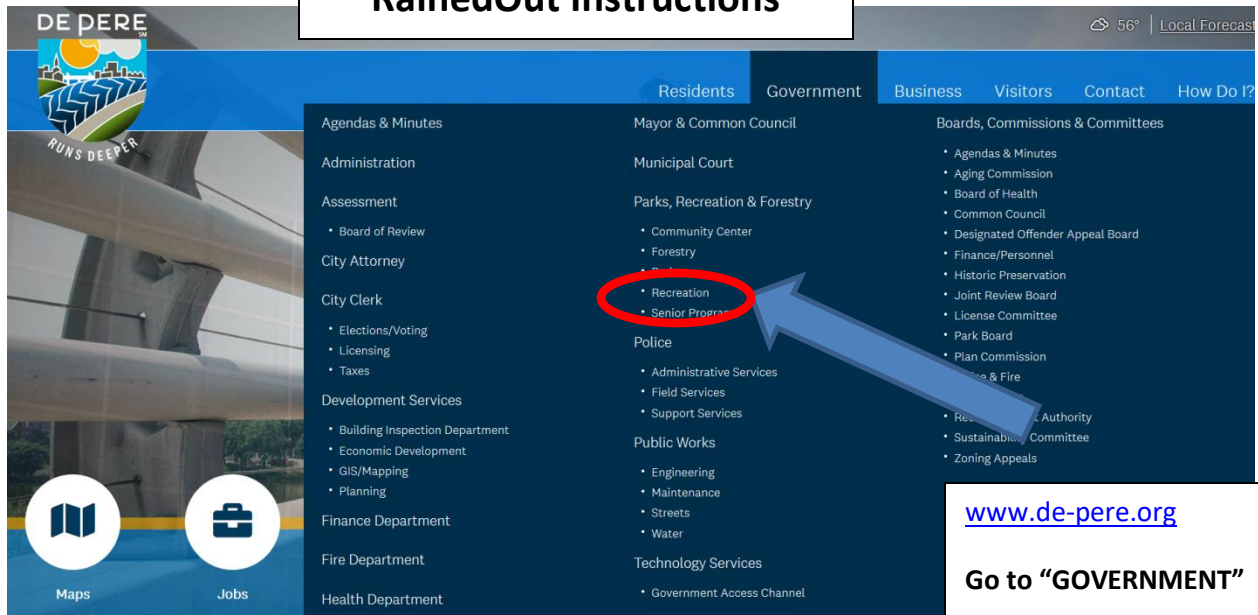 RainedOut Instructions
DE PERE
SM
RUNS DEEPER
56° | Local Forecast
Residents Government Business Visitors Contact How Do I?
Agendas & Minutes
Administration
Assessment
• Board of Review
City Attorney
City Clerk
• Elections/Voting
• Licensing
• Taxes
Development Services
• Building Inspection Department
• Economic Development
• GIS/Mapping
• Planning
Finance Department
Fire Department
Health Department
Mayor & Common Council
Municipal Court
Parks, Recreation & Forestry
• Community Center
• Forestry
• Recreation
• Senior
Police
• Administrative Services
• Field Services
• Support Services
Public Works
• Engineering
• Maintenance
• Streets
• Water
Technology Services
• Government Access Channel
Boards, Commissions & Committees
• Agendas & Minutes
• Aging Commission
• Board of Health
• Common Council
• Designated Offender Appeal Board
• Finance/Personnel
• Historic Preservation
• Joint Review Board
• License Committee
• Park Board
• Plan Commission
& Fire
Authority
• Sustainability Committee
• Zoning Appeals
Maps
Jobs
www.de-pere.org
Go to “GOVERNMENT”